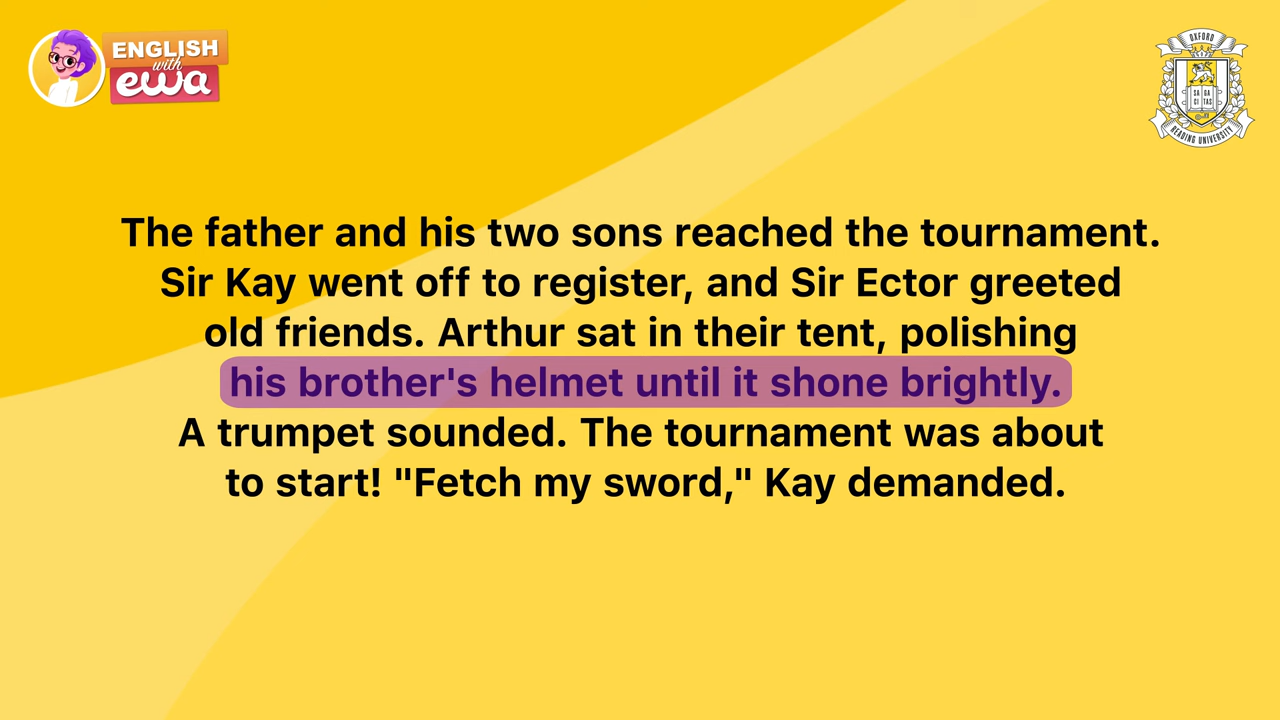 ENGLISH
with
ewa
OXFORD
SA GA
CI TAS
READING UNIVERSITY
The father and his two sons reached the tournament.
Sir Kay went off to register, and Sir Ector greeted
old friends. Arthur sat in their tent, polishing
his brother's helmet until it shone brightly.
A trumpet sounded. The tournament was about
to start! "Fetch my sword," Kay demanded.